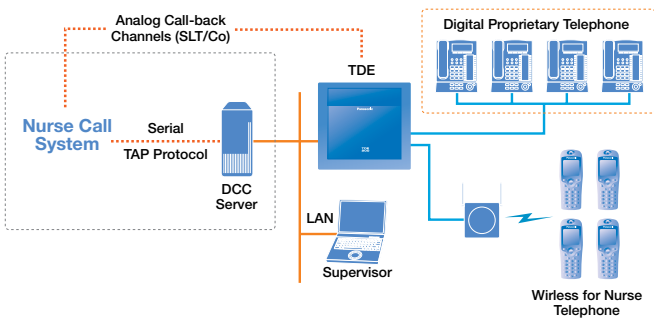 Analog Call-back
Channels (SLT/Co)
Digital Proprietary Telephone
TDE
Panasonic
Nurse Call
System
Serial
TAP Protocol
DCC
Server
LAN
Supervisor
Wirless for Nurse
Telephone